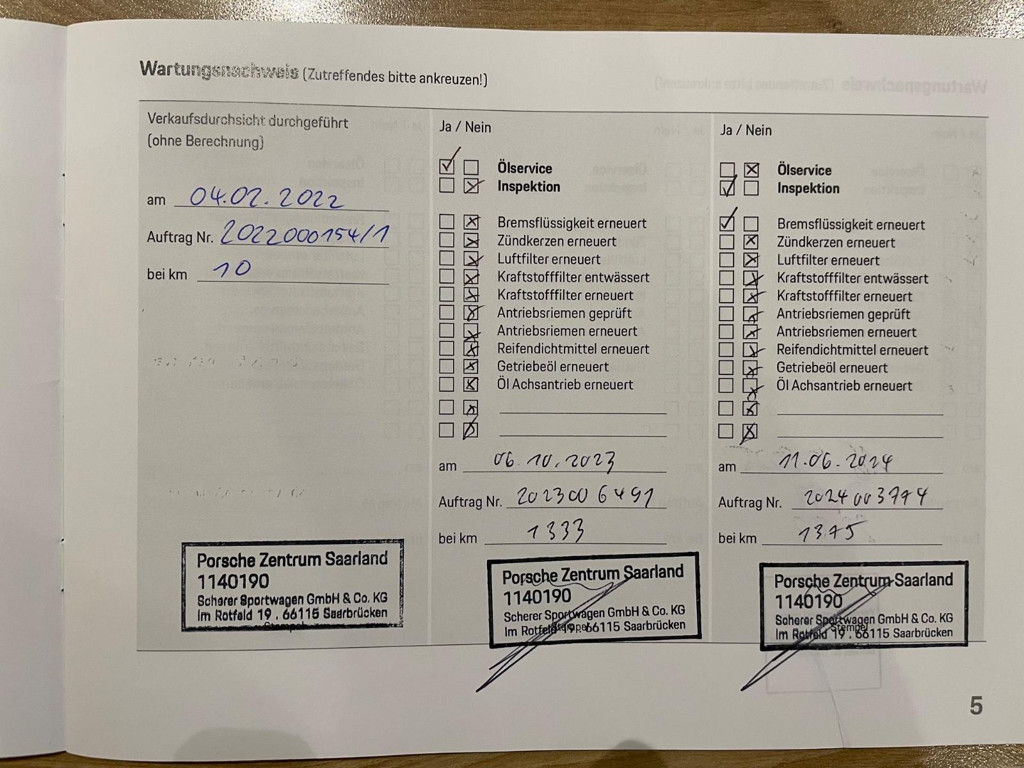 Wartungsnachweis (Zutreffendes bitte ankreuzen!)
Verkaufsdurchsicht durchgeführt
(ohne Berechnung)
am 04.02.2022
Auftrag Nr. 2022000154/1
bei km 10
Porsche Zentrum Saarland
1140190
Scherer Sportwagen GmbH & Co. KG
Im Rotfeld 19 . 66115 Saarbrücken
Stempel
Ja / Nein
Ölservice
Inspektion
Bremsflüssigkeit erneuert
Zündkerzen erneuert
Luftfilter erneuert
Kraftstofffilter entwässert
Kraftstofffilter erneuert
Antriebsriemen geprüft
Antriebsriemen erneuert
Reifendichtmittel erneuert
Getriebeöl erneuert
Öl Achsantrieb erneuert
am 06.10.2023
Auftrag Nr. 2023006491
bei km 1333
Porsche Zentrum Saarland
1140190
Scherer Sportwagen GmbH & Co. KG
Im Rotfeld 19 . 66115 Saarbrücken
Stempel
Ja / Nein
Ölservice
Inspektion
Bremsflüssigkeit erneuert
Zündkerzen erneuert
Luftfilter erneuert
Kraftstofffilter entwässert
Kraftstofffilter erneuert
Antriebsriemen geprüft
Antriebsriemen erneuert
Reifendichtmittel erneuert
Getriebeöl erneuert
Öl Achsantrieb erneuert
am 11.06.2024
Auftrag Nr. 2024003774
bei km 1375
Porsche Zentrum Saarland
1140190
Scherer Sportwagen GmbH & Co. KG
Im Rotfeld 19 . 66115 Saarbrücken
Stempel
5